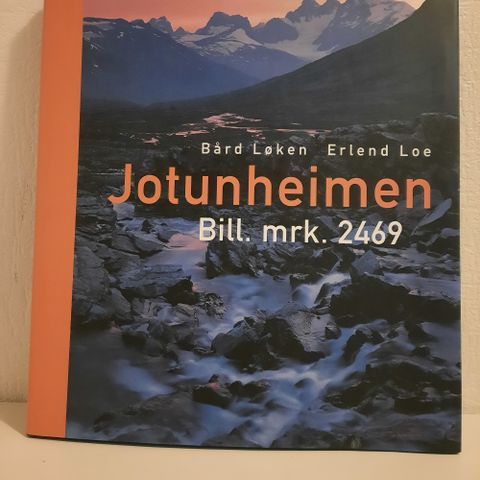 Bård Løken Erlend Loe
Jotunheimen
Bill. mrk. 2469